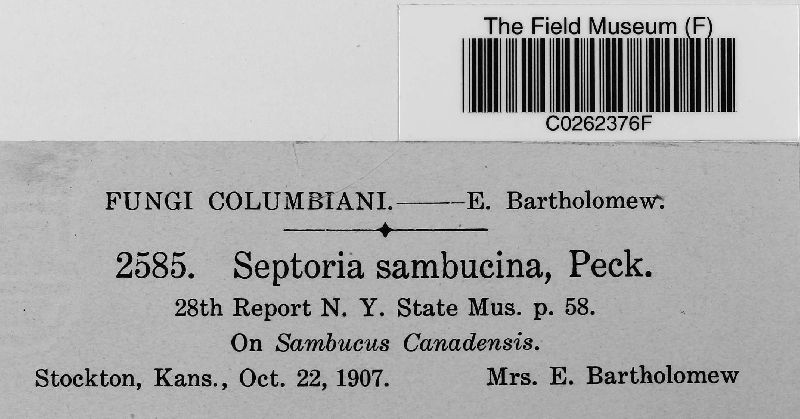 The Field Museum (F)
C0262376F
FUNGI COLUMBIANI.——E. Bartholomew.
2585. Septoria sambucina, Peck.
28th Report N. Y. State Mus. p. 58.
On Sambucus Canadensis.
Stockton, Kans., Oct. 22, 1907. Mrs. E. Bartholomew